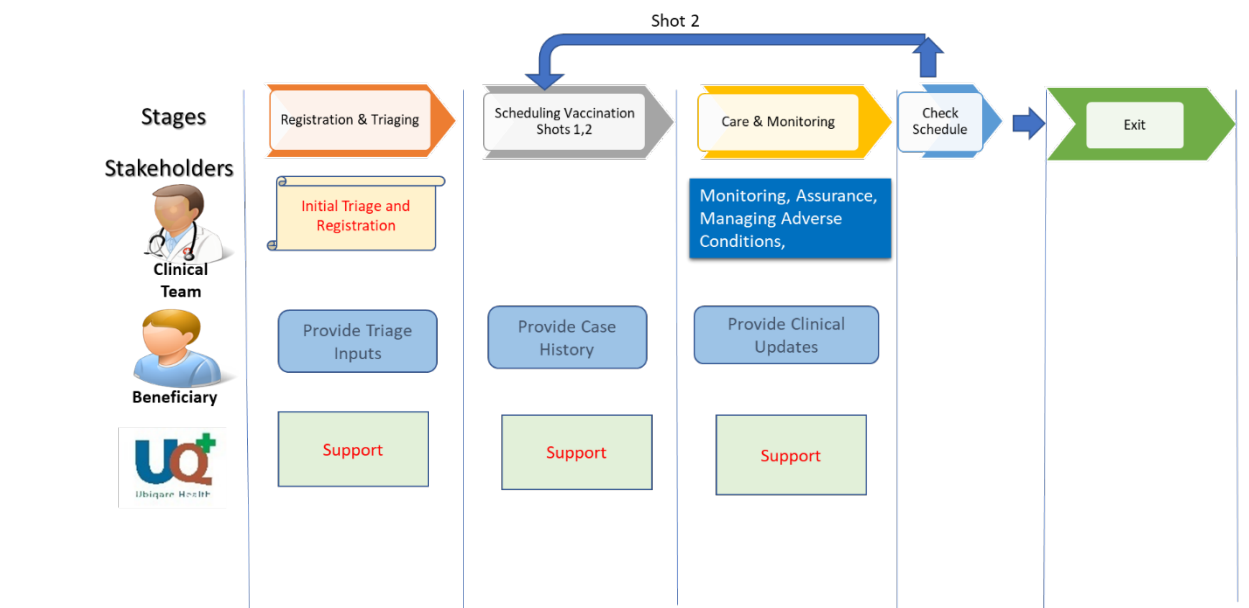 Shot 2
Stages
Registration & Triaging
Scheduling Vaccination
Shots 1,2
Care & Monitoring
Check
Schedule
Exit
Stakeholders
Clinical
Team
Initial Triage and
Registration
Monitoring, Assurance,
Managing Adverse
Conditions,
Beneficiary
Provide Triage
Inputs
Provide Case
History
Provide Clinical
Updates
UQ+
Ubiqare Health
Support
Support
Support